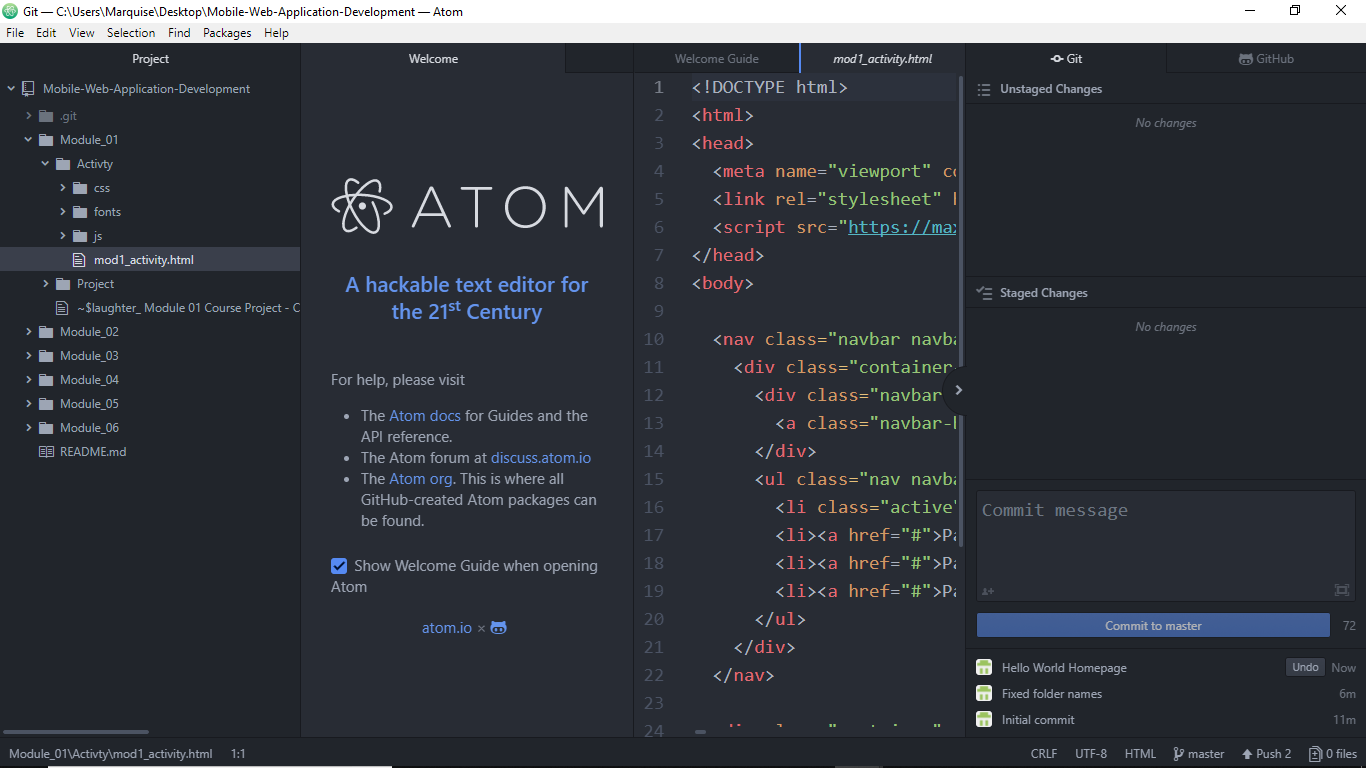 Git — C:\Users\Marquise\Desktop\Mobile-Web-Application-Development — Atom
File Edit View Selection Find Packages Help
Project
Mobile-Web-Application-Development
.git
Module_01
Activty
css
fonts
js
mod1_activity.html
Project
~$laughter_ Module 01 Course Project - C
Module_02
Module_03
Module_04
Module_05
Module_06
README.md
Welcome
ATOM
A hackable text editor for
the 21st Century
For help, please visit
• The Atom docs for Guides and the
API reference.
• The Atom forum at discuss.atom.io
• The Atom org. This is where all
GitHub-created Atom packages can
be found.
Show Welcome Guide when opening
Atom
atom.io ×
Welcome Guide mod1_activity.html
1 <!DOCTYPE html>
2 <html>
3 <head>
4 <meta name="viewport" co
5 <link rel="stylesheet"
6 <script src="https://max
7 </head>
8 <body>
9
10 <nav class="navbar navba
11 <div class="container
12 <div class="navbar
13 <a class="navbar-b
14 </div>
15 <ul class="nav navba
16 <li class="active"
17 <li><a href="#">Pa
18 <li><a href="#">Pa
19 <li><a href="#">Pa
20 </ul>
21 </div>
22 </nav>
23
24
Git GitHub
Unstaged Changes
No changes
Staged Changes
No changes
Commit message
Commit to master 72
Hello World Homepage Undo Now
Fixed folder names 6m
Initial commit 11m
Module_01\Activty\mod1_activity.html 1:1 CRLF UTF-8 HTML master Push 2 0 files